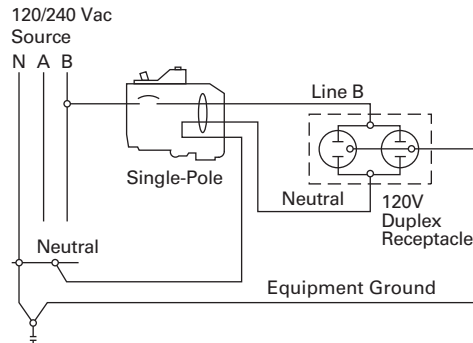 120/240 Vac
Source
N A B
Line B
Single-Pole
Neutral
120V
Duplex
Receptacle
Neutral
Equipment Ground